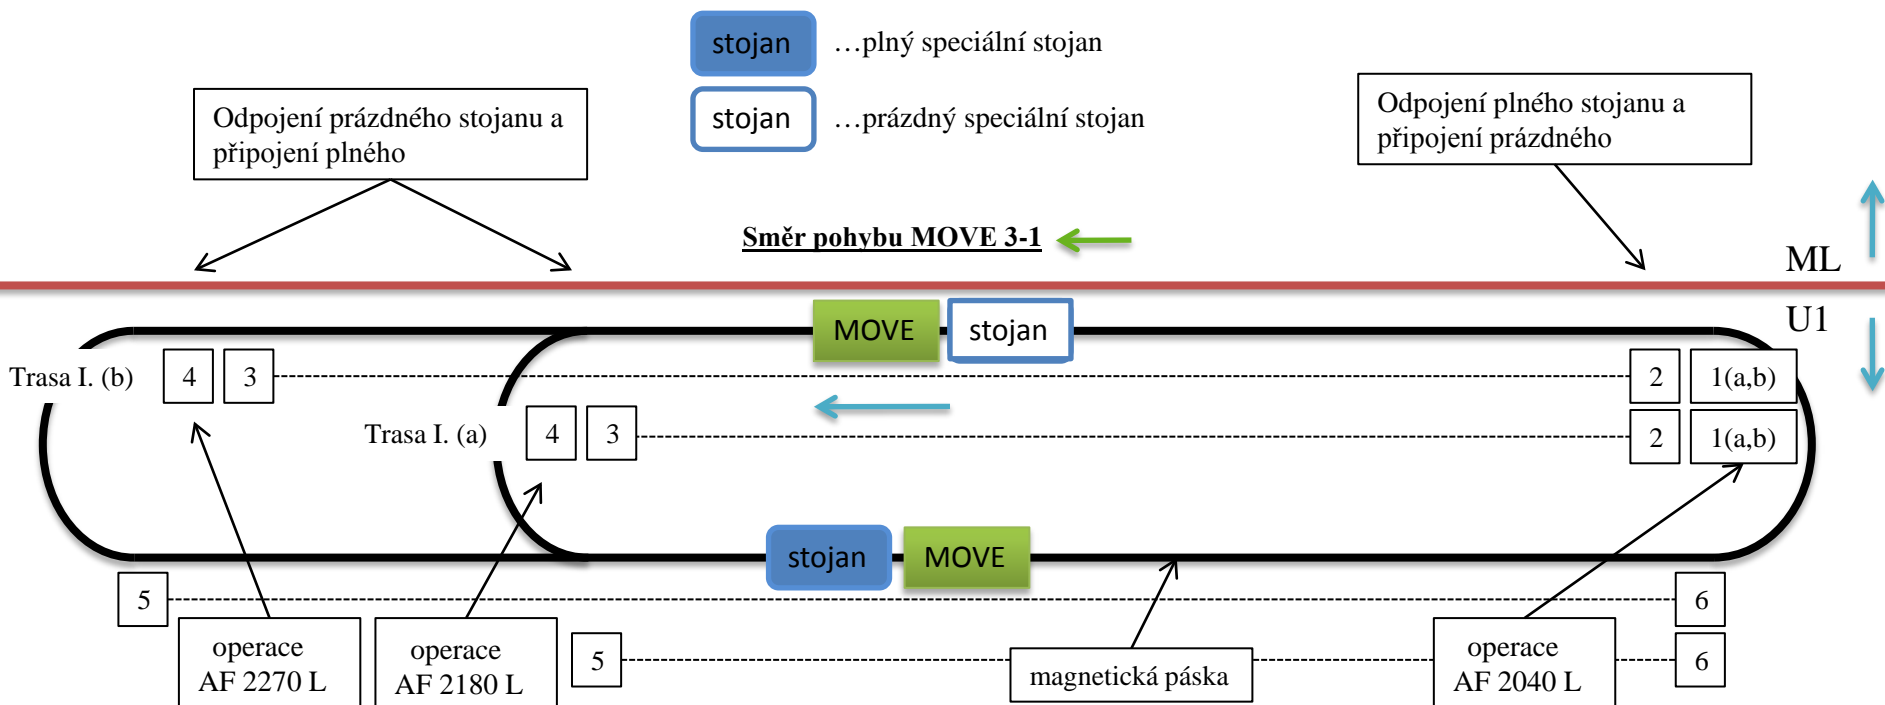 stojan …plný speciální stojan
stojan …prázdný speciální stojan
Odpojení prázdného stojanu a
připojení plného
Odpojení plného stojanu a
připojení prázdného
Směr pohybu MOVE 3-1
ML
U1
MOVE stojan
Trasa I. (b) 4 3 2 1(a,b)
Trasa I. (a) 4 3 2 1(a,b)
stojan MOVE
5 6
operace
AF 2270 L
operace
AF 2180 L
5 6
magnetická páska
operace
AF 2040 L